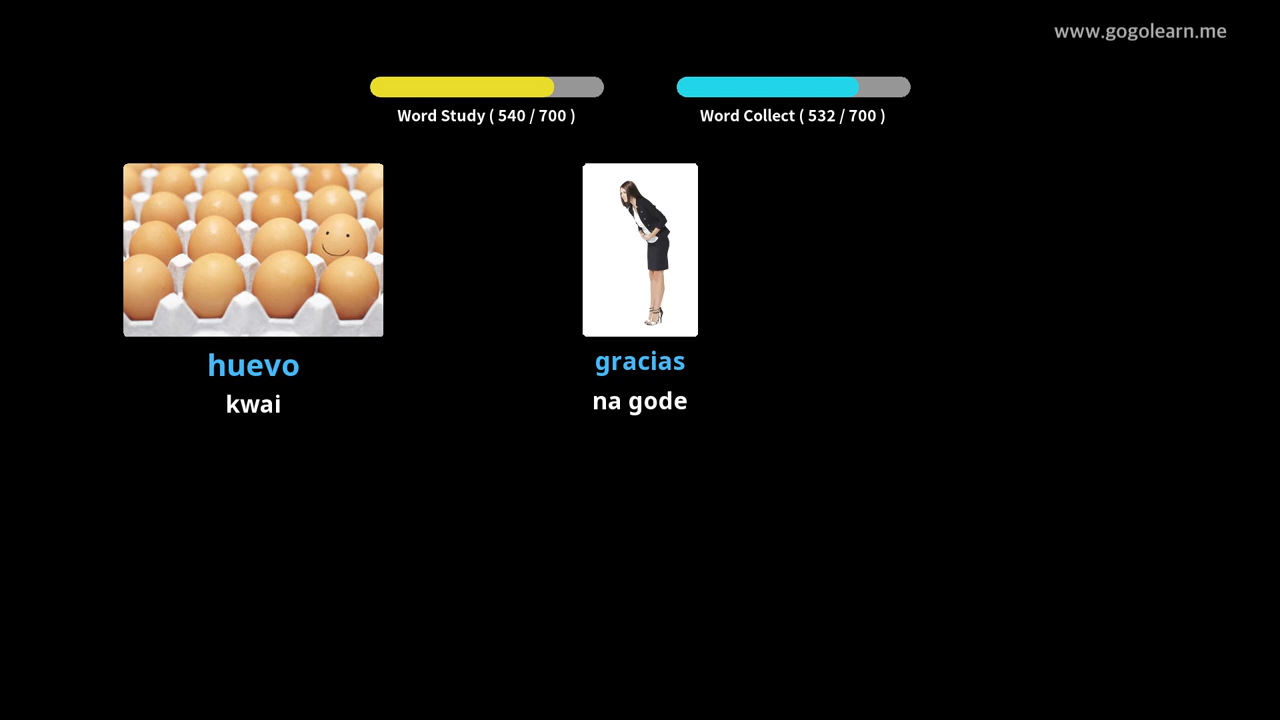 www.gogolearn.me
Word Study ( 540 / 700 )
Word Collect ( 532 / 700 )
huevo
kwai
gracias
na gode